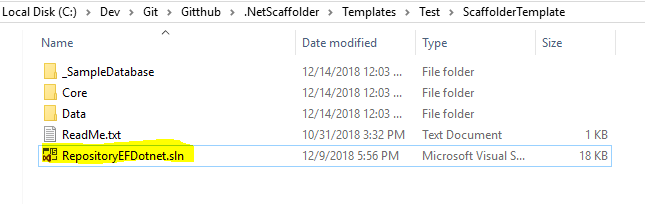 Local Disk (C:) > Dev > Git > Gitthub > .NetScaffolder > Templates > Test > ScaffolderTemplate
Name Date modified Type Size
_SampleDatabase 12/14/2018 12:03 ... File folder
Core 12/14/2018 12:03 ... File folder
Data 12/14/2018 12:03 ... File folder
ReadMe.txt 10/31/2018 3:32 PM Text Document 1 KB
RepositoryEFDotnet.sln 12/9/2018 5:56 PM Microsoft Visual S... 18 KB